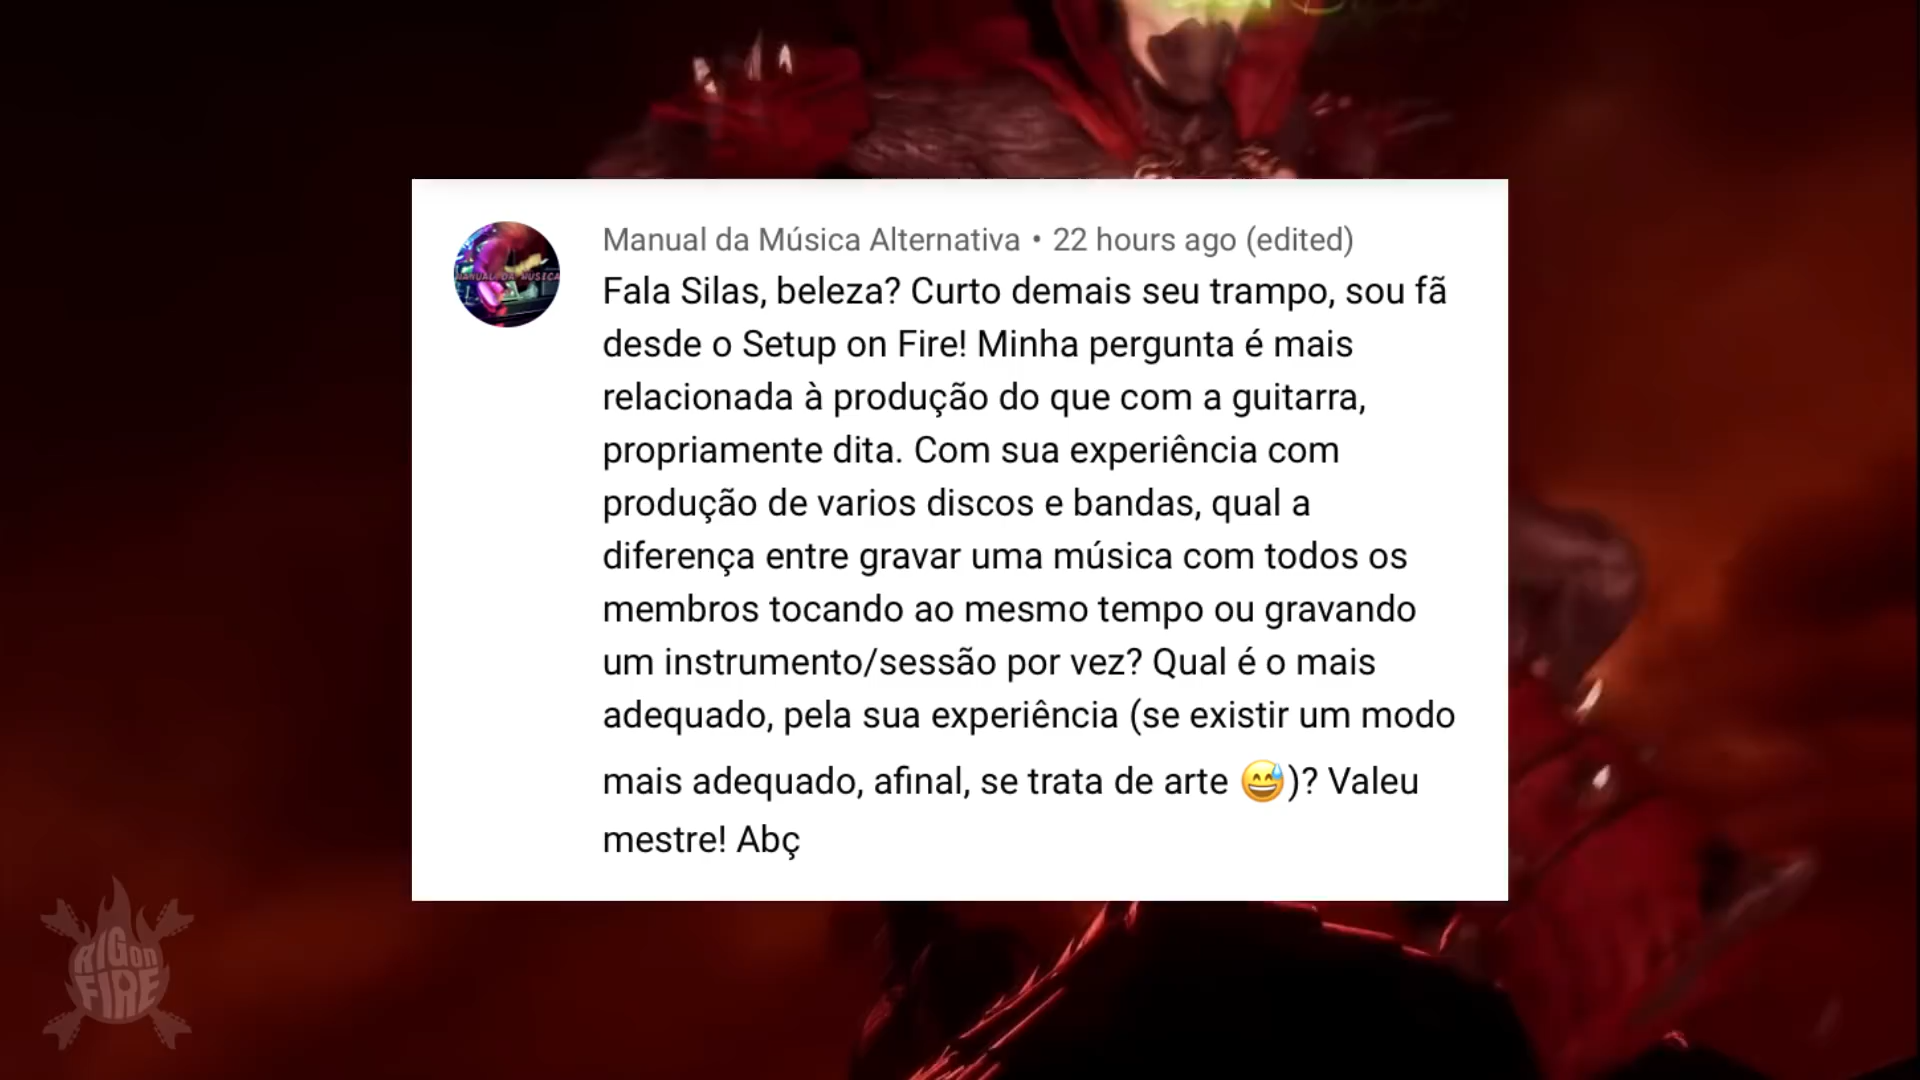 Manual da Música Alternativa • 22 hours ago (edited)
Fala Silas, beleza? Curto demais seu trampo, sou fã
desde o Setup on Fire! Minha pergunta é mais
relacionada à produção do que com a guitarra,
propriamente dita. Com sua experiência com
produção de varios discos e bandas, qual a
diferença entre gravar uma música com todos os
membros tocando ao mesmo tempo ou gravando
um instrumento/sessão por vez? Qual é o mais
adequado, pela sua experiência (se existir um modo
mais adequado, afinal, se trata de arte 😅)? Valeu
mestre! Abç
MANUAL DA MUSICA
RIG on
FIRE